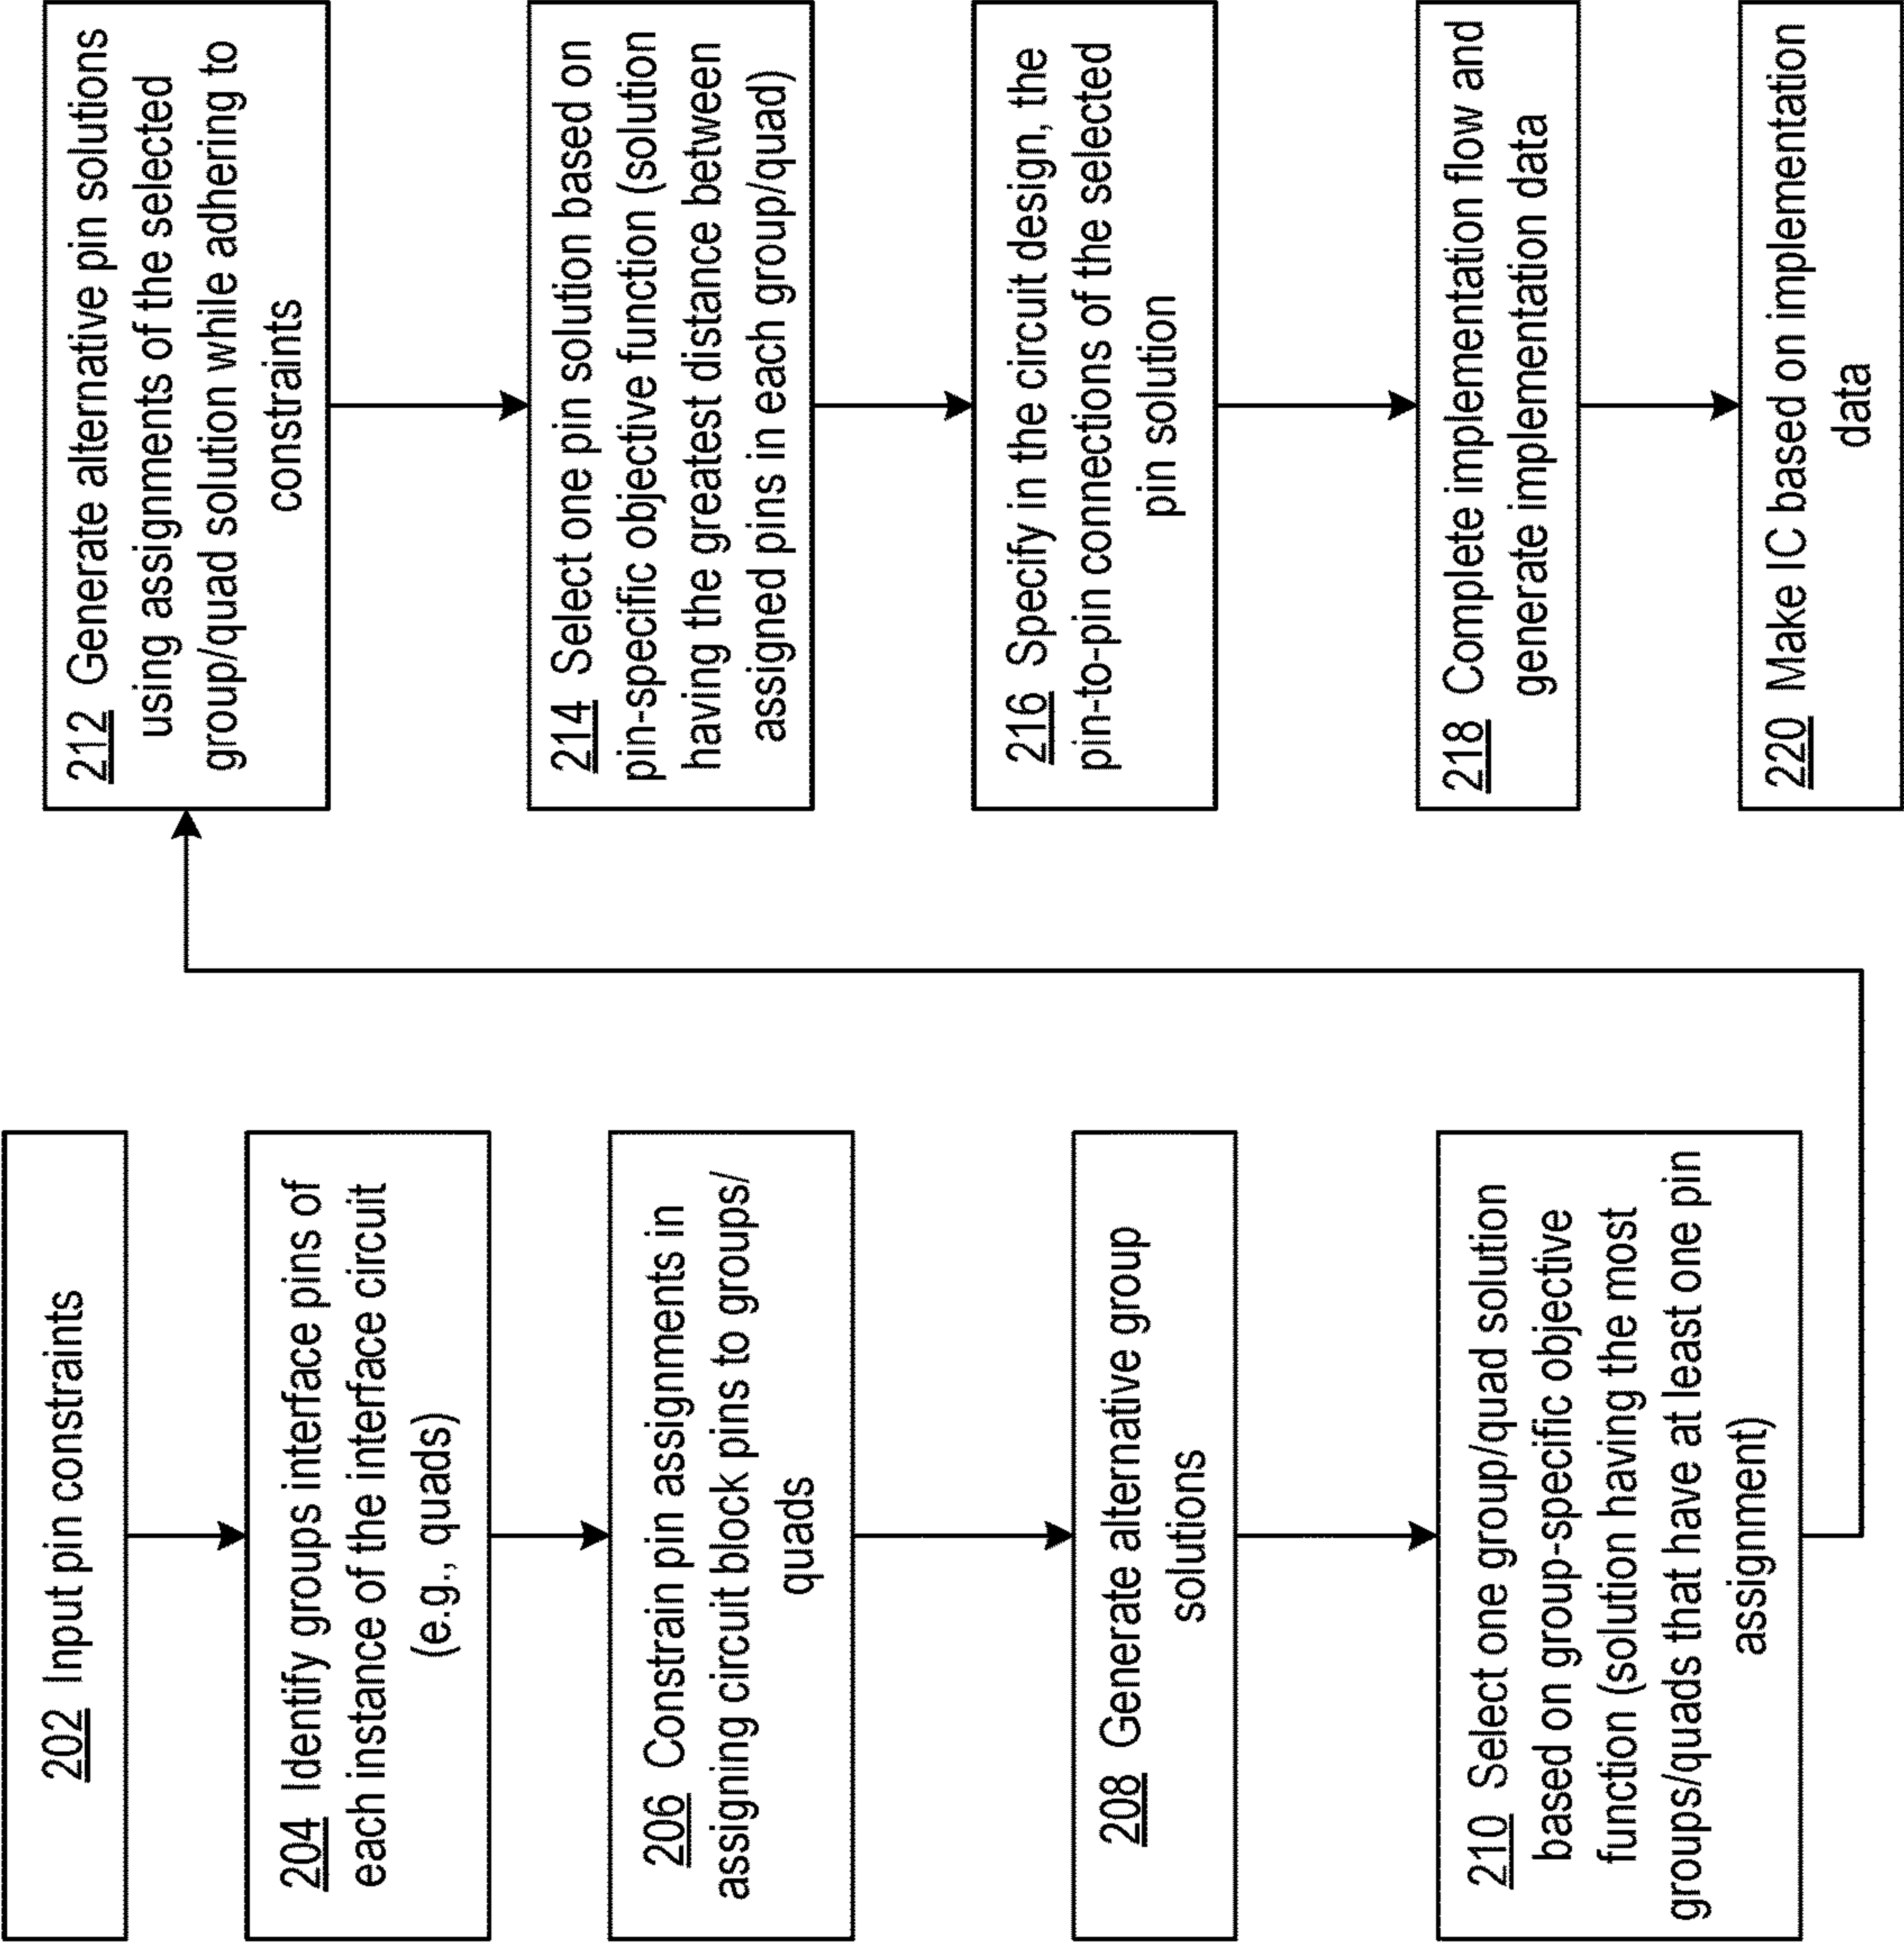 202 Input pin constraints
204 Identify groups interface pins of
each instance of the interface circuit
(e.g., quads)
206 Constrain pin assignments in
assigning circuit block pins to groups/
quads
208 Generate alternative group
solutions
210 Select one group/quad solution
based on group-specific objective
function (solution having the most
groups/quads that have at least one pin
assignment)
212 Generate alternative pin solutions
using assignments of the selected
group/quad solution while adhering to
constraints
214 Select one pin solution based on
pin-specific objective function (solution
having the greatest distance between
assigned pins in each group/quad)
216 Specify in the circuit design, the
pin-to-pin connections of the selected
pin solution
218 Complete implementation flow and
generate implementation data
220 Make IC based on implementation
data